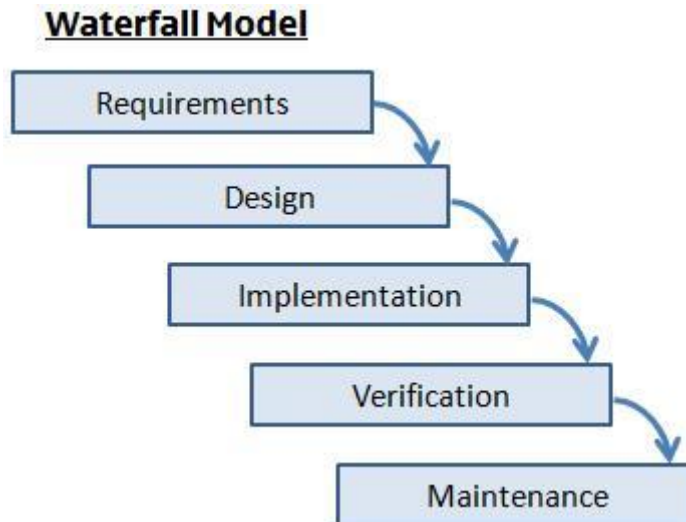 Waterfall Model
Requirements
Design
Implementation
Verification
Maintenance